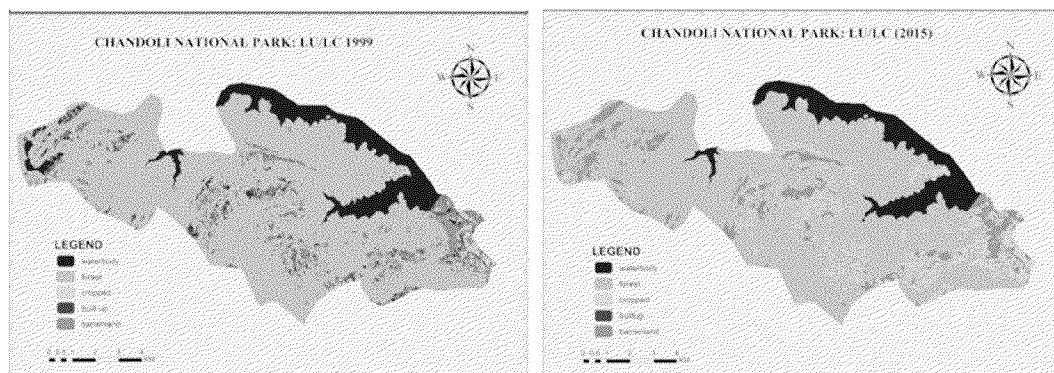 CHANDOLI NATIONAL PARK: LU/LC 1999
N
W
E
S
LEGEND
waterbody
forest
cropped
built up
barrenland
CHANDOLI NATIONAL PARK: LU/LC (2015)
N
W
E
S
LEGEND
waterbody
forest
cropped
builtup
barrenland